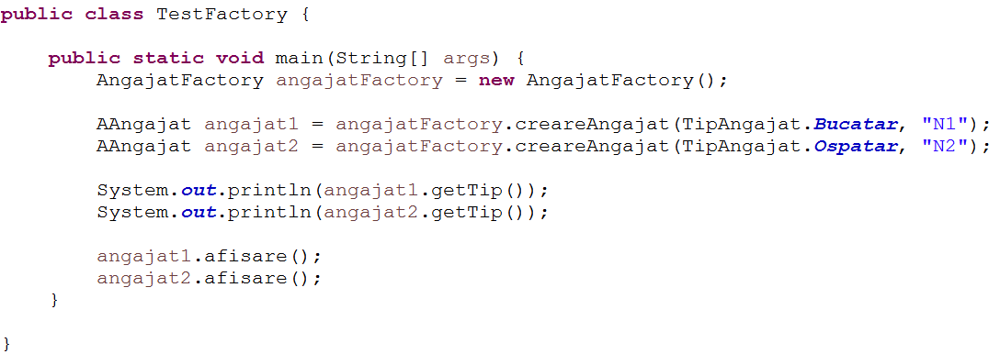 public class TestFactory {
public static void main(String[] args) {
AngajatFactory angajatFactory = new AngajatFactory();
AAngajat angajat1 = angajatFactory.creareAngajat(TipAngajat.Bucatar, "N1");
AAngajat angajat2 = angajatFactory.creareAngajat(TipAngajat.Ospatar, "N2");
System.out.println(angajat1.getTip());
System.out.println(angajat2.getTip());
angajat1.afisare();
angajat2.afisare();
}
}